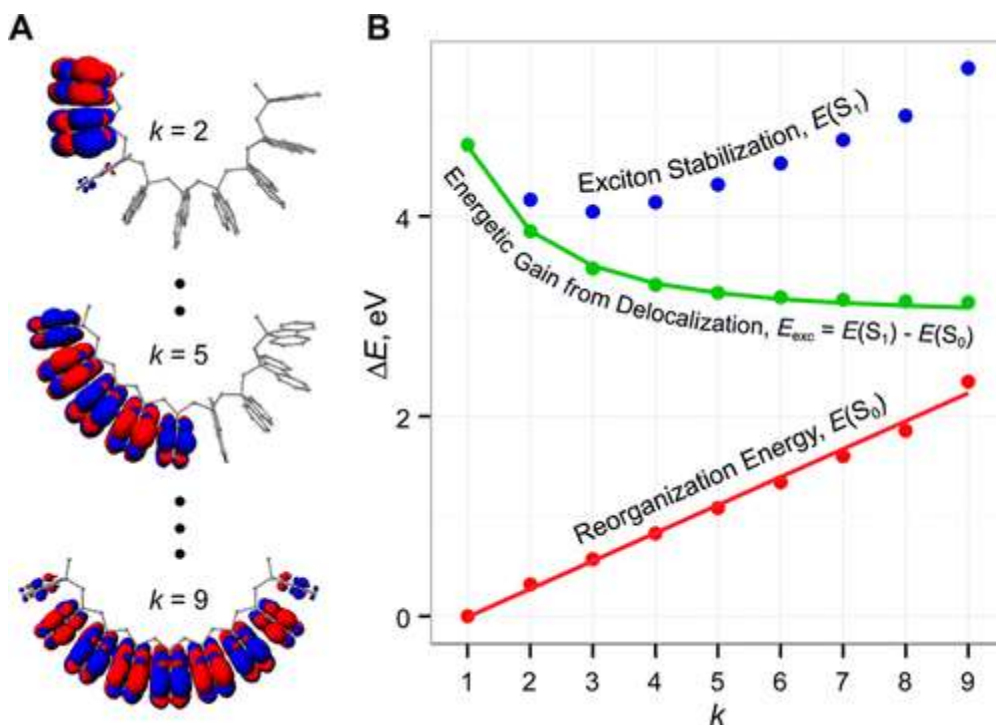 A
k = 2
k = 5
k = 9
B
Exciton Stabilization, E(S₁)
Energetic Gain from Delocalization, E_exc = E(S₁) - E(S₀)
Reorganization Energy, E(S₀)
ΔE, eV
4
2
0
1 2 3 4 5 6 7 8 9
k